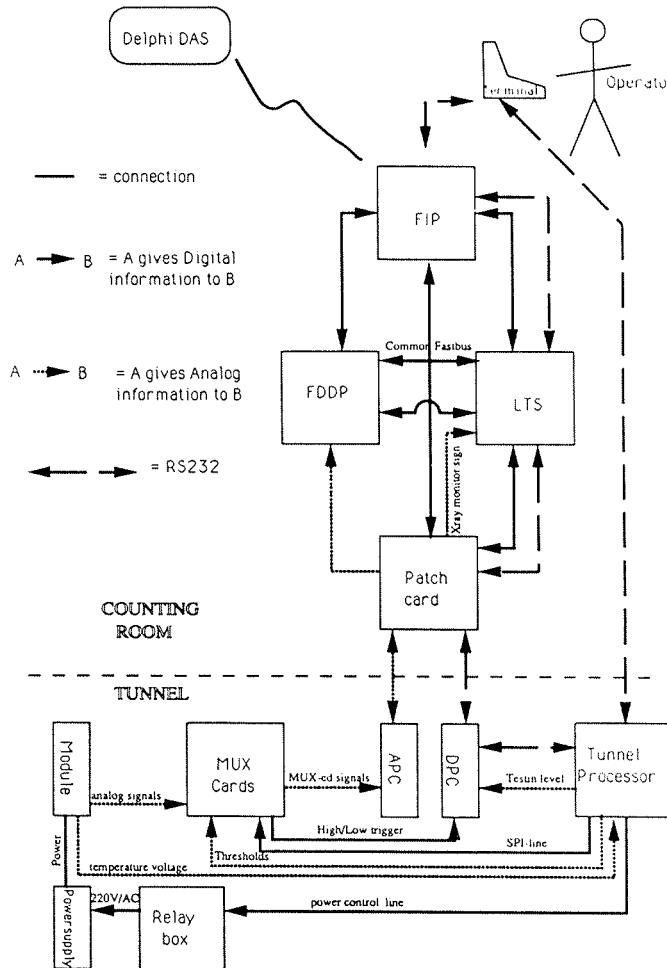 Delphi DAS
Terminal
Operator
= connection
FIP
A B = A gives Digital
information to B
Common Fastbus
FDDP
LTS
A B = A gives Analog
information to B
= RS232
Xray monitor sign
Patch
card
COUNTING
ROOM
TUNNEL
Module
MUX
Cards
APC
DPC
Tunnel
Processor
analog signals
MUX-ed signals
Tesun level
High/Low trigger
SPI-line
Thresholds
Power
temperature voltage
220V/AC
power control line
Power supply
Relay
box